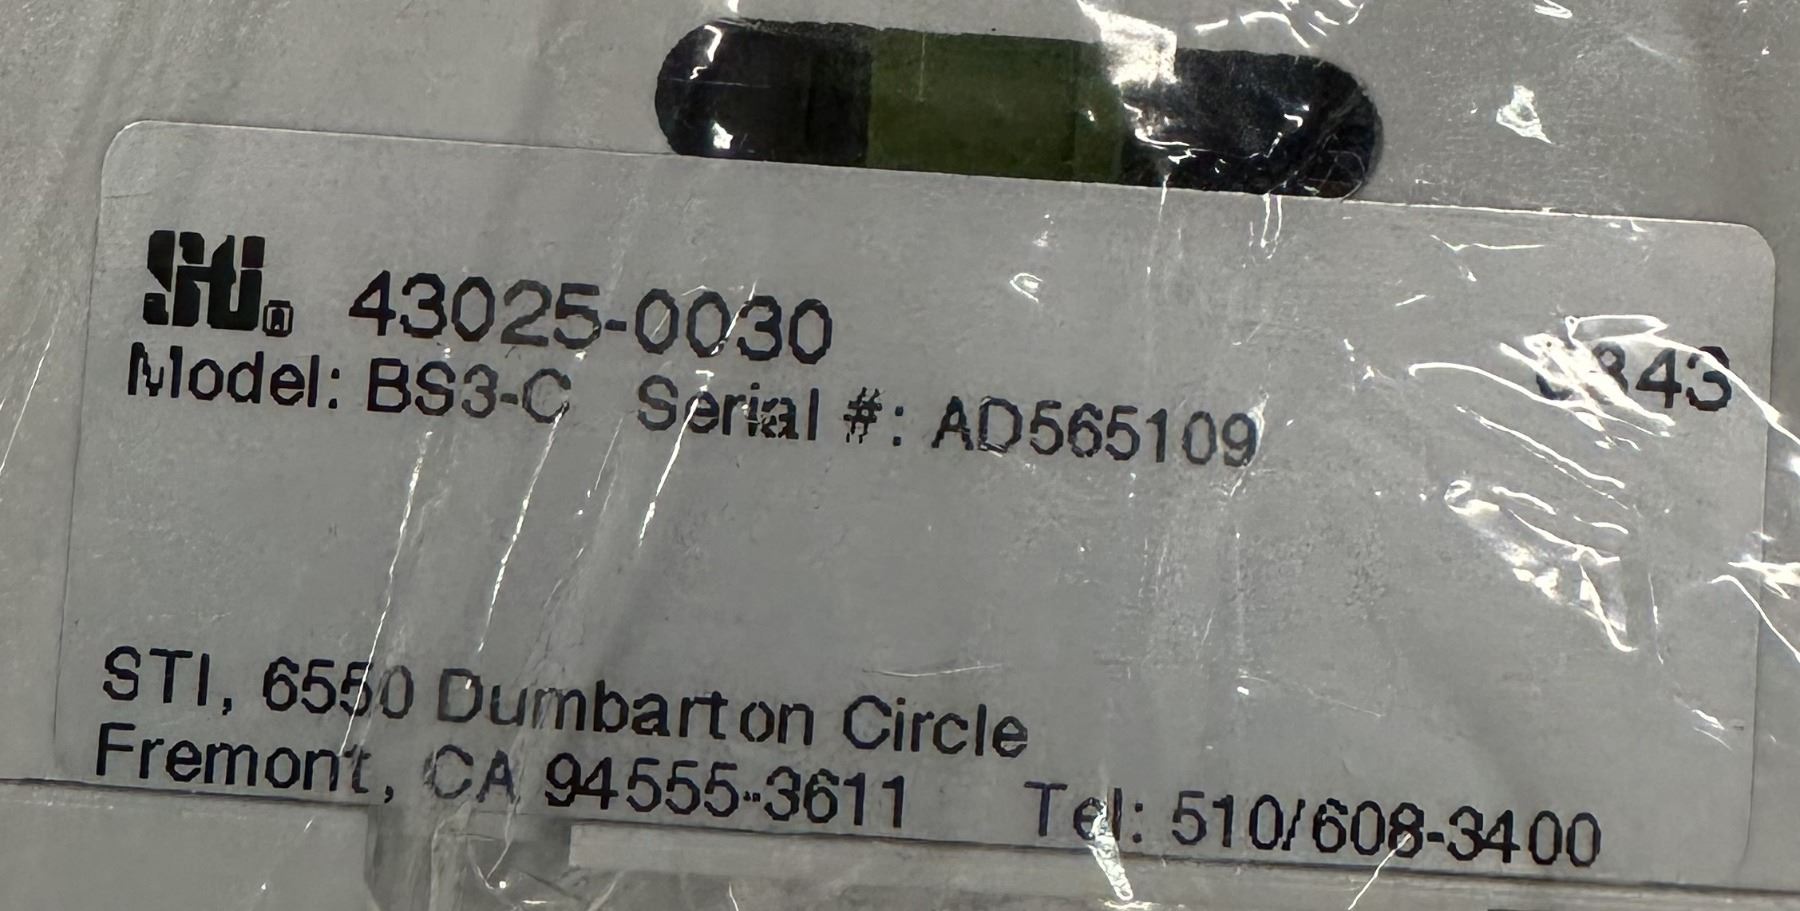 STI® 43025-0030
Model: BS3-C Serial #: AD565109
STI, 6550 Dumbarton Circle
Fremont, CA 94555-3611 Tel: 510/608-3400